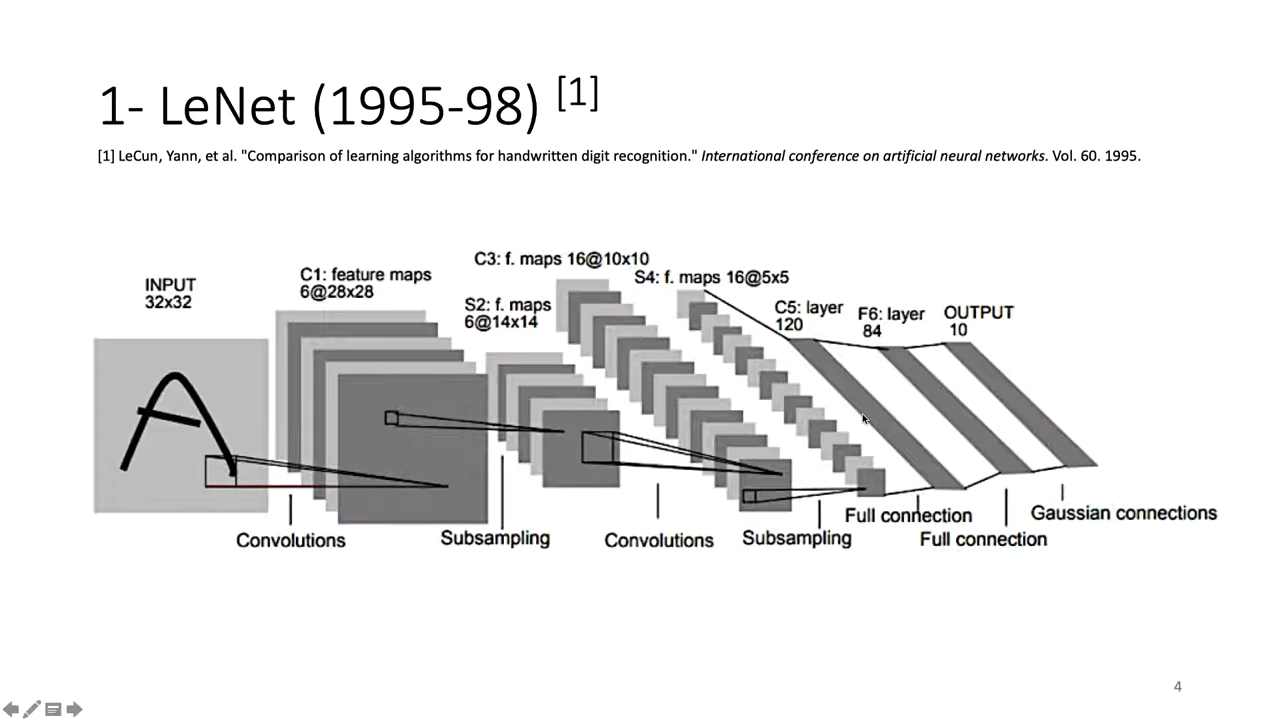 1- LeNet (1995-98) [1]
[1] LeCun, Yann, et al. "Comparison of learning algorithms for handwritten digit recognition." International conference on artificial neural networks. Vol. 60. 1995.
INPUT
32x32
C1: feature maps
6@28x28
S2: f. maps
6@14x14
C3: f. maps 16@10x10
S4: f. maps 16@5x5
C5: layer
120
F6: layer
84
OUTPUT
10
A
Convolutions
Subsampling
Convolutions
Subsampling
Full connection
Full connection
Gaussian connections
4